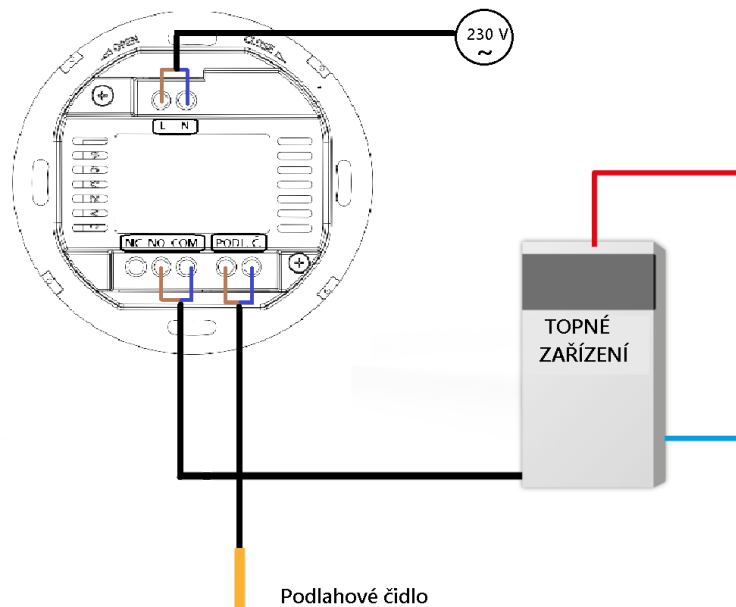 OPEN
CLOSE
230 V
~
L N
NC NO COM
PODL. Č.
TOPNÉ
ZAŘÍZENÍ
Podlahové čidlo